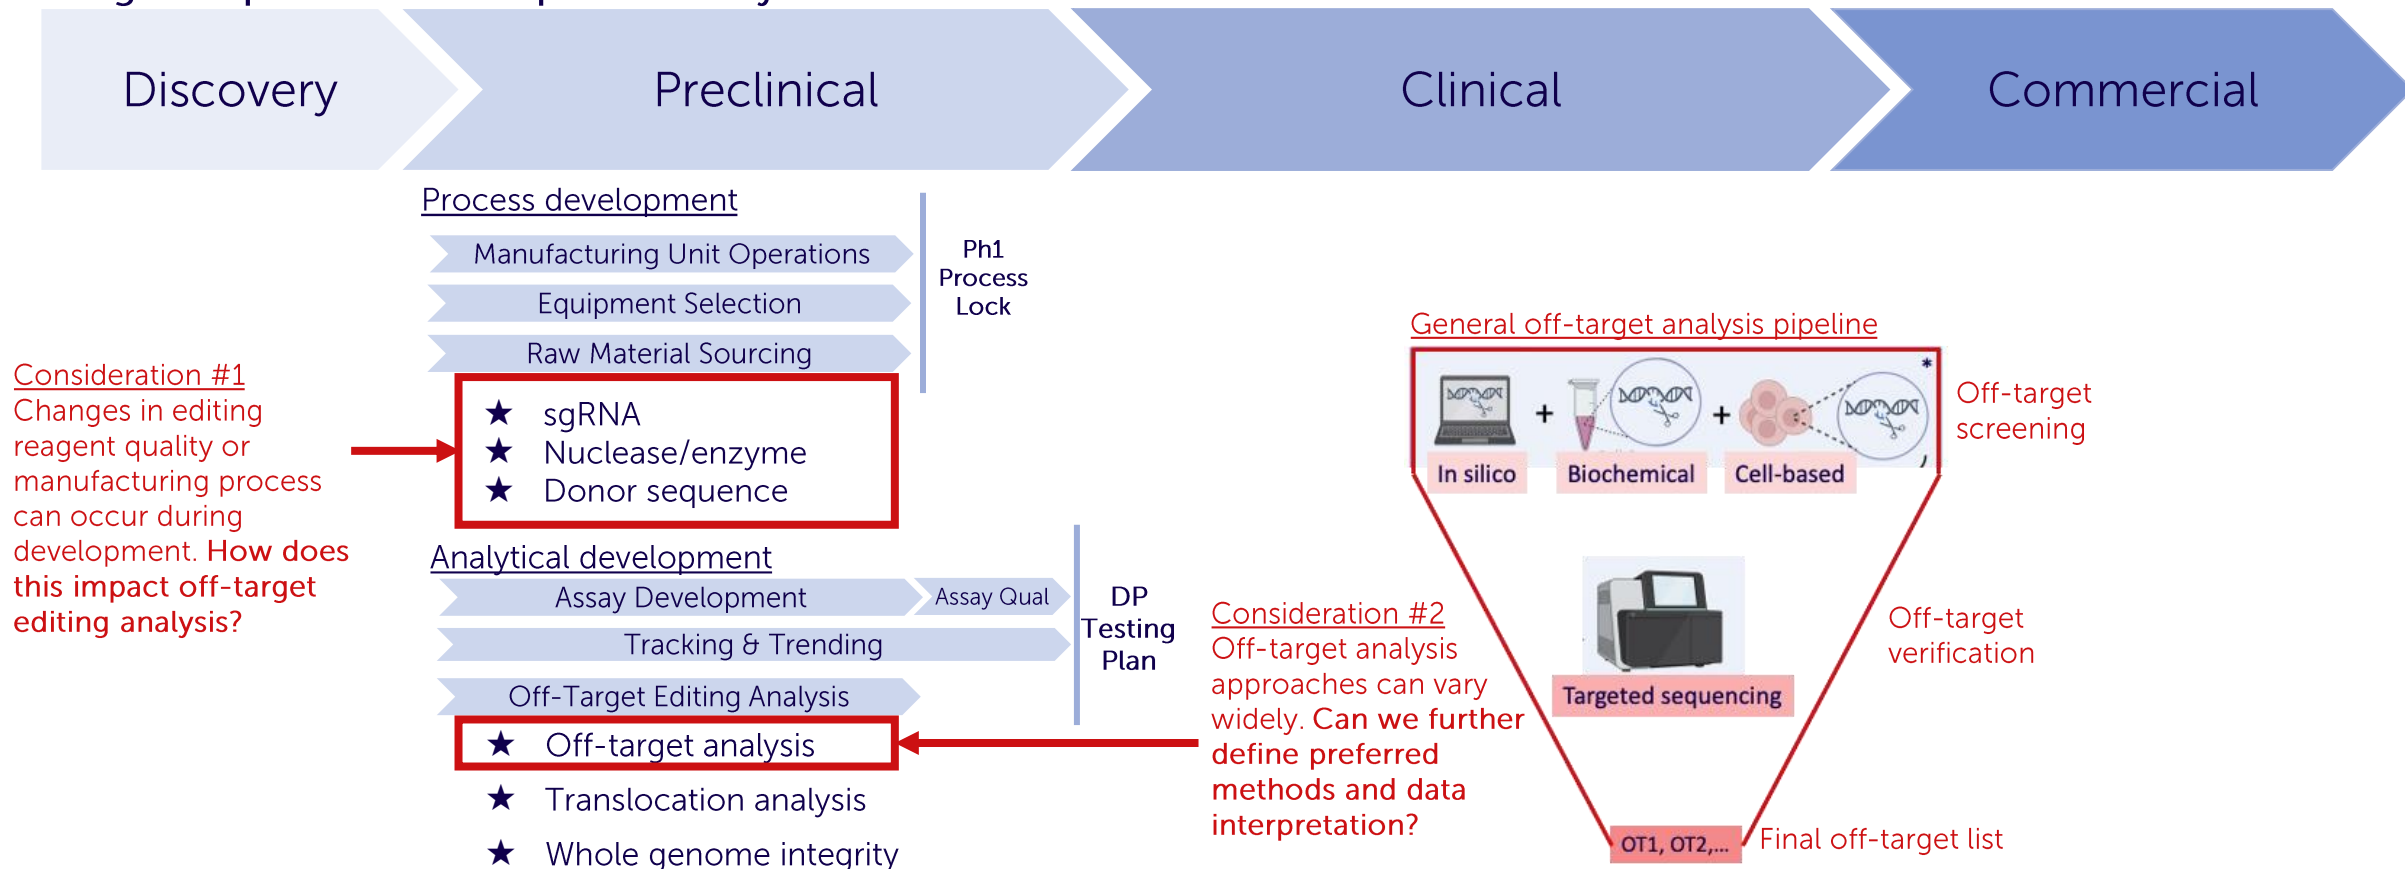 Discovery
Preclinical
Clinical
Commercial
Process development
Manufacturing Unit Operations
Equipment Selection
Raw Material Sourcing
Ph1
Process
Lock
★ sgRNA
★ Nuclease/enzyme
★ Donor sequence
Consideration #1
Changes in editing
reagent quality or
manufacturing process
can occur during
development. How does
this impact off-target
editing analysis?
Analytical development
Assay Development
Assay Qual
Tracking & Trending
Off-Target Editing Analysis
DP
Testing
Plan
★ Off-target analysis
★ Translocation analysis
★ Whole genome integrity
Consideration #2
Off-target analysis
approaches can vary
widely. Can we further
define preferred
methods and data
interpretation?
General off-target analysis pipeline
*
+
+
In silico
Biochemical
Cell-based
Off-target
screening
Targeted sequencing
Off-target
verification
OT1, OT2,...
Final off-target list